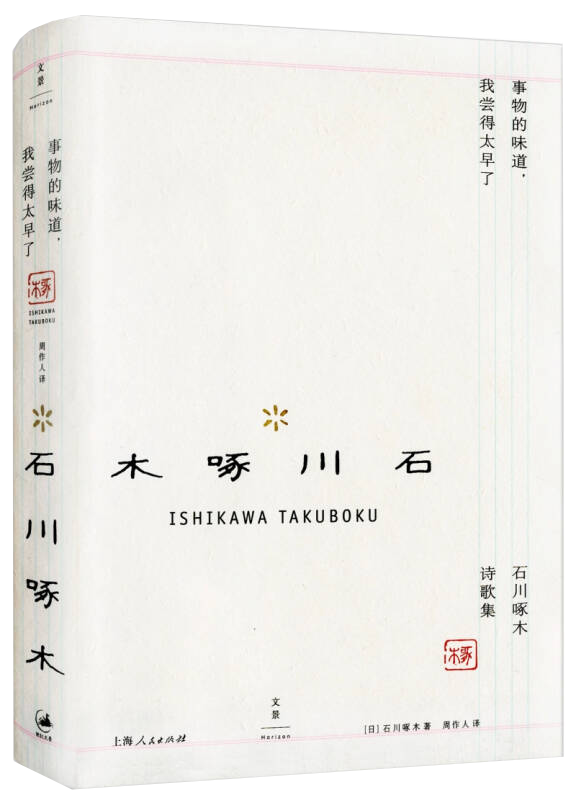 文景
Horizon
事物的味道，
我尝得太早了
啄木
ISHIKAWA
TAKUBOKU
周作人译
石川啄木
事物的味道，
我尝得太早了
石川啄木
ISHIKAWA TAKUBOKU
石川啄木
诗歌集
啄木
上海人民出版社
文景
Horizon
[日]石川啄木著 周作人译